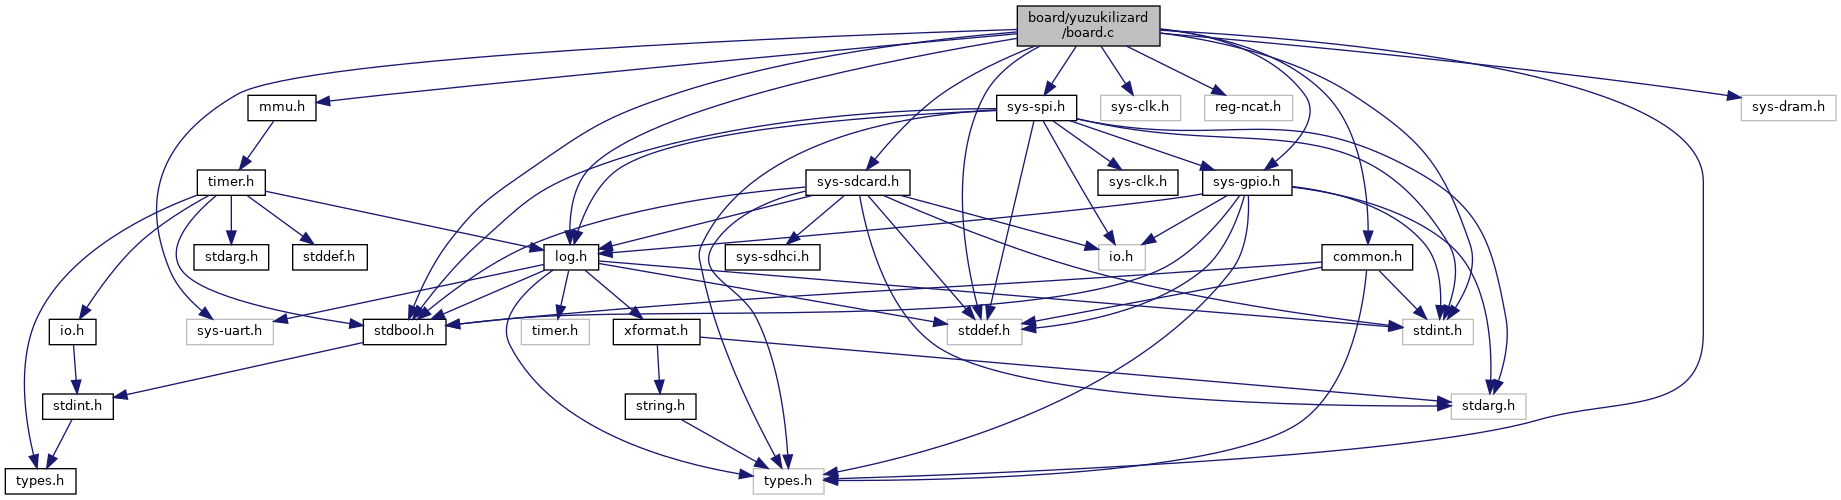 board/yuzukilizard
/board.c
mmu.h
sys-spi.h
sys-clk.h
reg-ncat.h
sys-dram.h
timer.h
sys-sdcard.h
sys-clk.h
sys-gpio.h
stdarg.h
stddef.h
log.h
sys-sdhci.h
io.h
common.h
io.h
sys-uart.h
stdbool.h
timer.h
xformat.h
stddef.h
stdint.h
stdint.h
string.h
stdarg.h
types.h
types.h